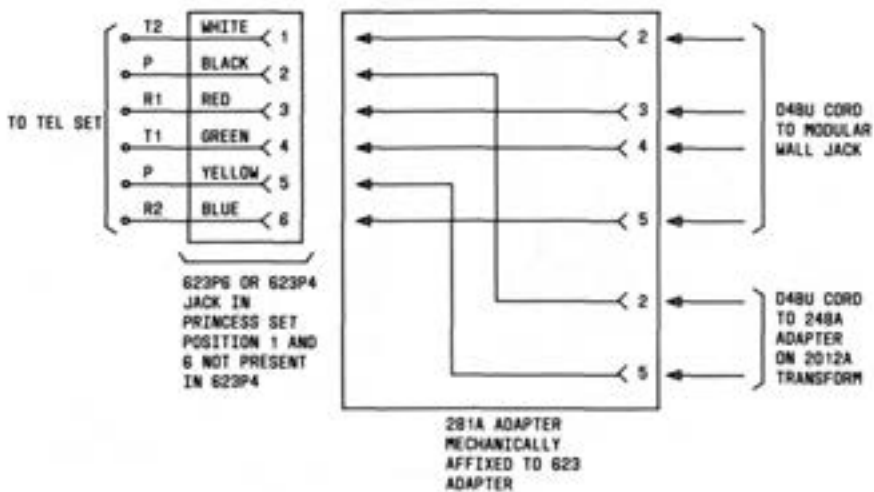 T2 WHITE 1
P BLACK 2
R1 RED 3
T1 GREEN 4
P YELLOW 5
R2 BLUE 6
TO TEL SET
623P6 OR 623P4
JACK IN
PRINCESS SET
POSITION 1 AND
6 NOT PRESENT
IN 623P4
2
3
4
5
2
5
D4BU CORD
TO MODULAR
WALL JACK
D4BU CORD
TO 248A
ADAPTER
ON 2012A
TRANSFORM
281A ADAPTER
MECHANICALLY
AFFIXED TO 623
ADAPTER